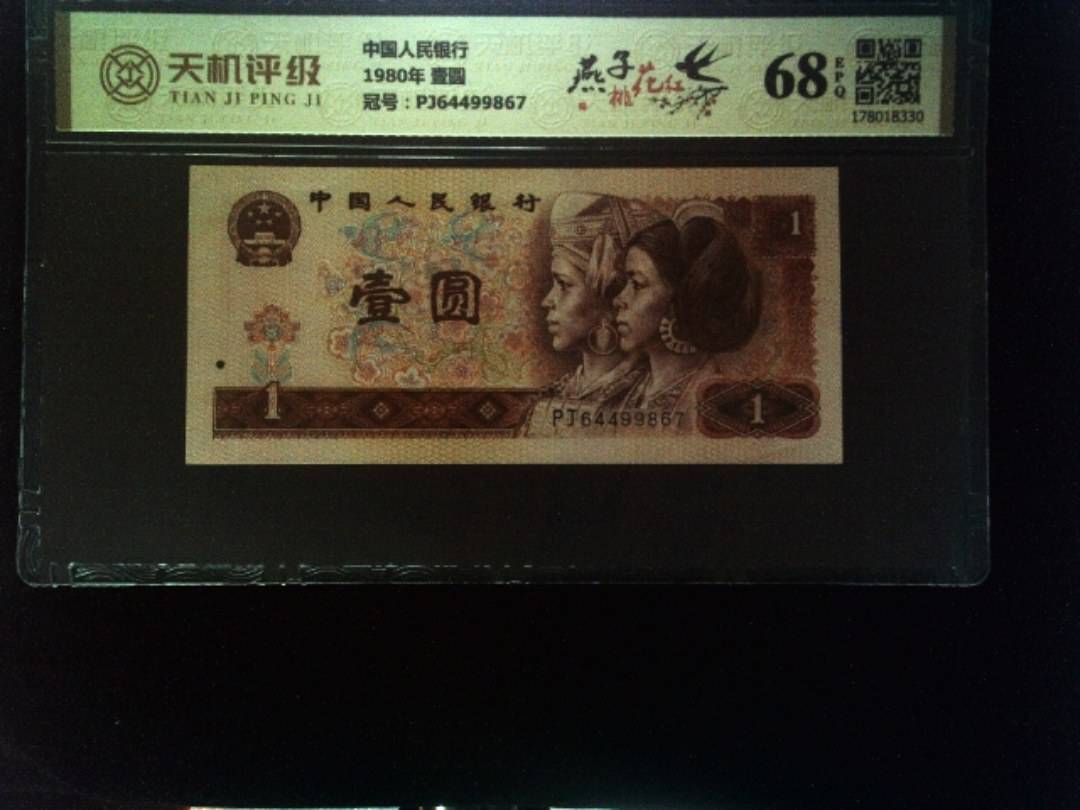 天机评级
TIAN JI PING JI
中国人民银行
1980年 壹圆
冠号：PJ64499867
燕子
桃花红
68
EPQ
178018330
中国人民银行
1
壹圆
1
PJ64499867
1